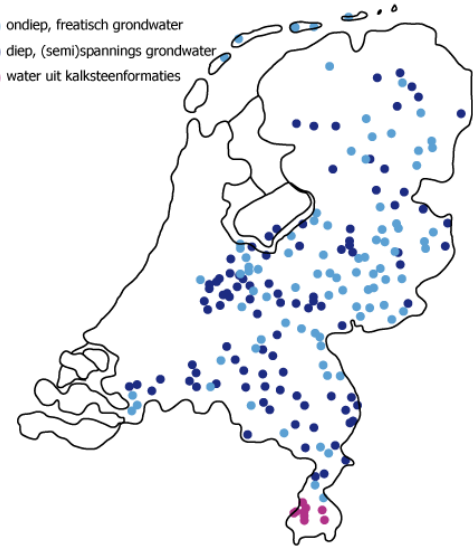 ondiep, freatisch grondwater
diep, (semi)spannings grondwater
water uit kalksteenformaties